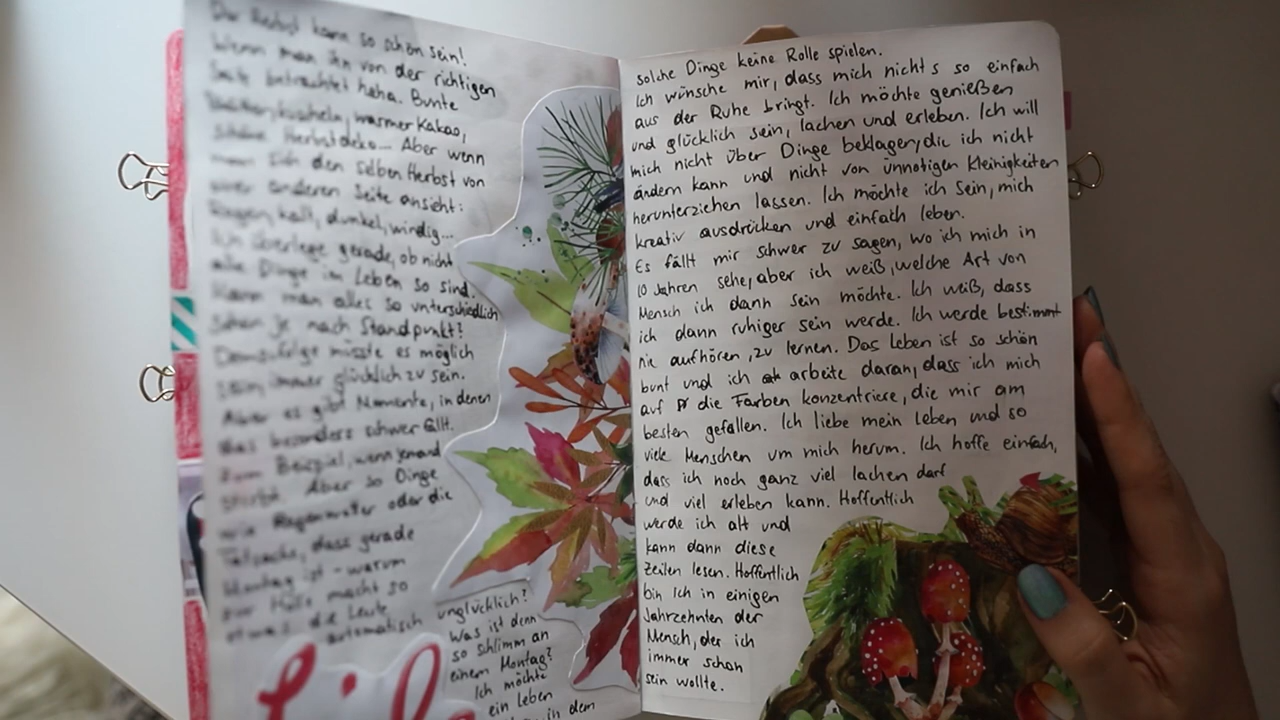 Der Herbst kann so schön sein!
Wenn man ihn von der richtigen
Seite betrachtet haha. Bunte
Blätter, kuscheln, warmer Kakao,
schöne Herbstdeko... Aber wenn
man sich den selben Herbst von
einer anderen Seite ansieht:
Regen, kalt, dunkel, windig...
Ich überlege gerade, ob nicht
alle Dinge im Leben so sind.
Kann man alles so unterschiedlich
sehen je nach Standpunkt?
Demzufolge müsste es möglich
sein immer glücklich zu sein.
Aber es gibt Momente, in denen
das besonders schwer fällt.
Zum Beispiel, wenn jemand
stirbt. Aber so Dinge
wie Regenwetter oder die
Tatsache, dass gerade
Montag ist - warum
zur Hölle macht so
etwas die Leute
automatisch unglücklich?
Was ist denn
so schlimm an
einem Montag?
Ich möchte
ein Leben
in dem
solche Dinge keine Rolle spielen.
Ich wünsche mir, dass mich nichts so einfach
aus der Ruhe bringt. Ich möchte genießen
und glücklich sein, lachen und erleben. Ich will
mich nicht über Dinge beklagen, die ich nicht
ändern kann und nicht von unnötigen Kleinigkeiten
herunterziehen lassen. Ich möchte ich sein, mich
kreativ ausdrücken und einfach leben.
Es fällt mir schwer zu sagen, wo ich mich in
10 Jahren sehe, aber ich weiß, welche Art von
Mensch ich dann sein möchte. Ich weiß, dass
ich dann ruhiger sein werde. Ich werde bestimmt
nie aufhören, zu lernen. Das Leben ist so schön
bunt und ich arbeite daran, dass ich mich
auf die Farben konzentriere, die mir am
besten gefallen. Ich liebe mein Leben und so
viele Menschen um mich herum. Ich hoffe einfach,
dass ich noch ganz viel lachen darf
und viel erleben kann. Hoffentlich
werde ich alt und
kann dann diese
Zeilen lesen. Hoffentlich
bin ich in einigen
Jahrzehnten der
Mensch, der ich
immer schon
sein wollte.